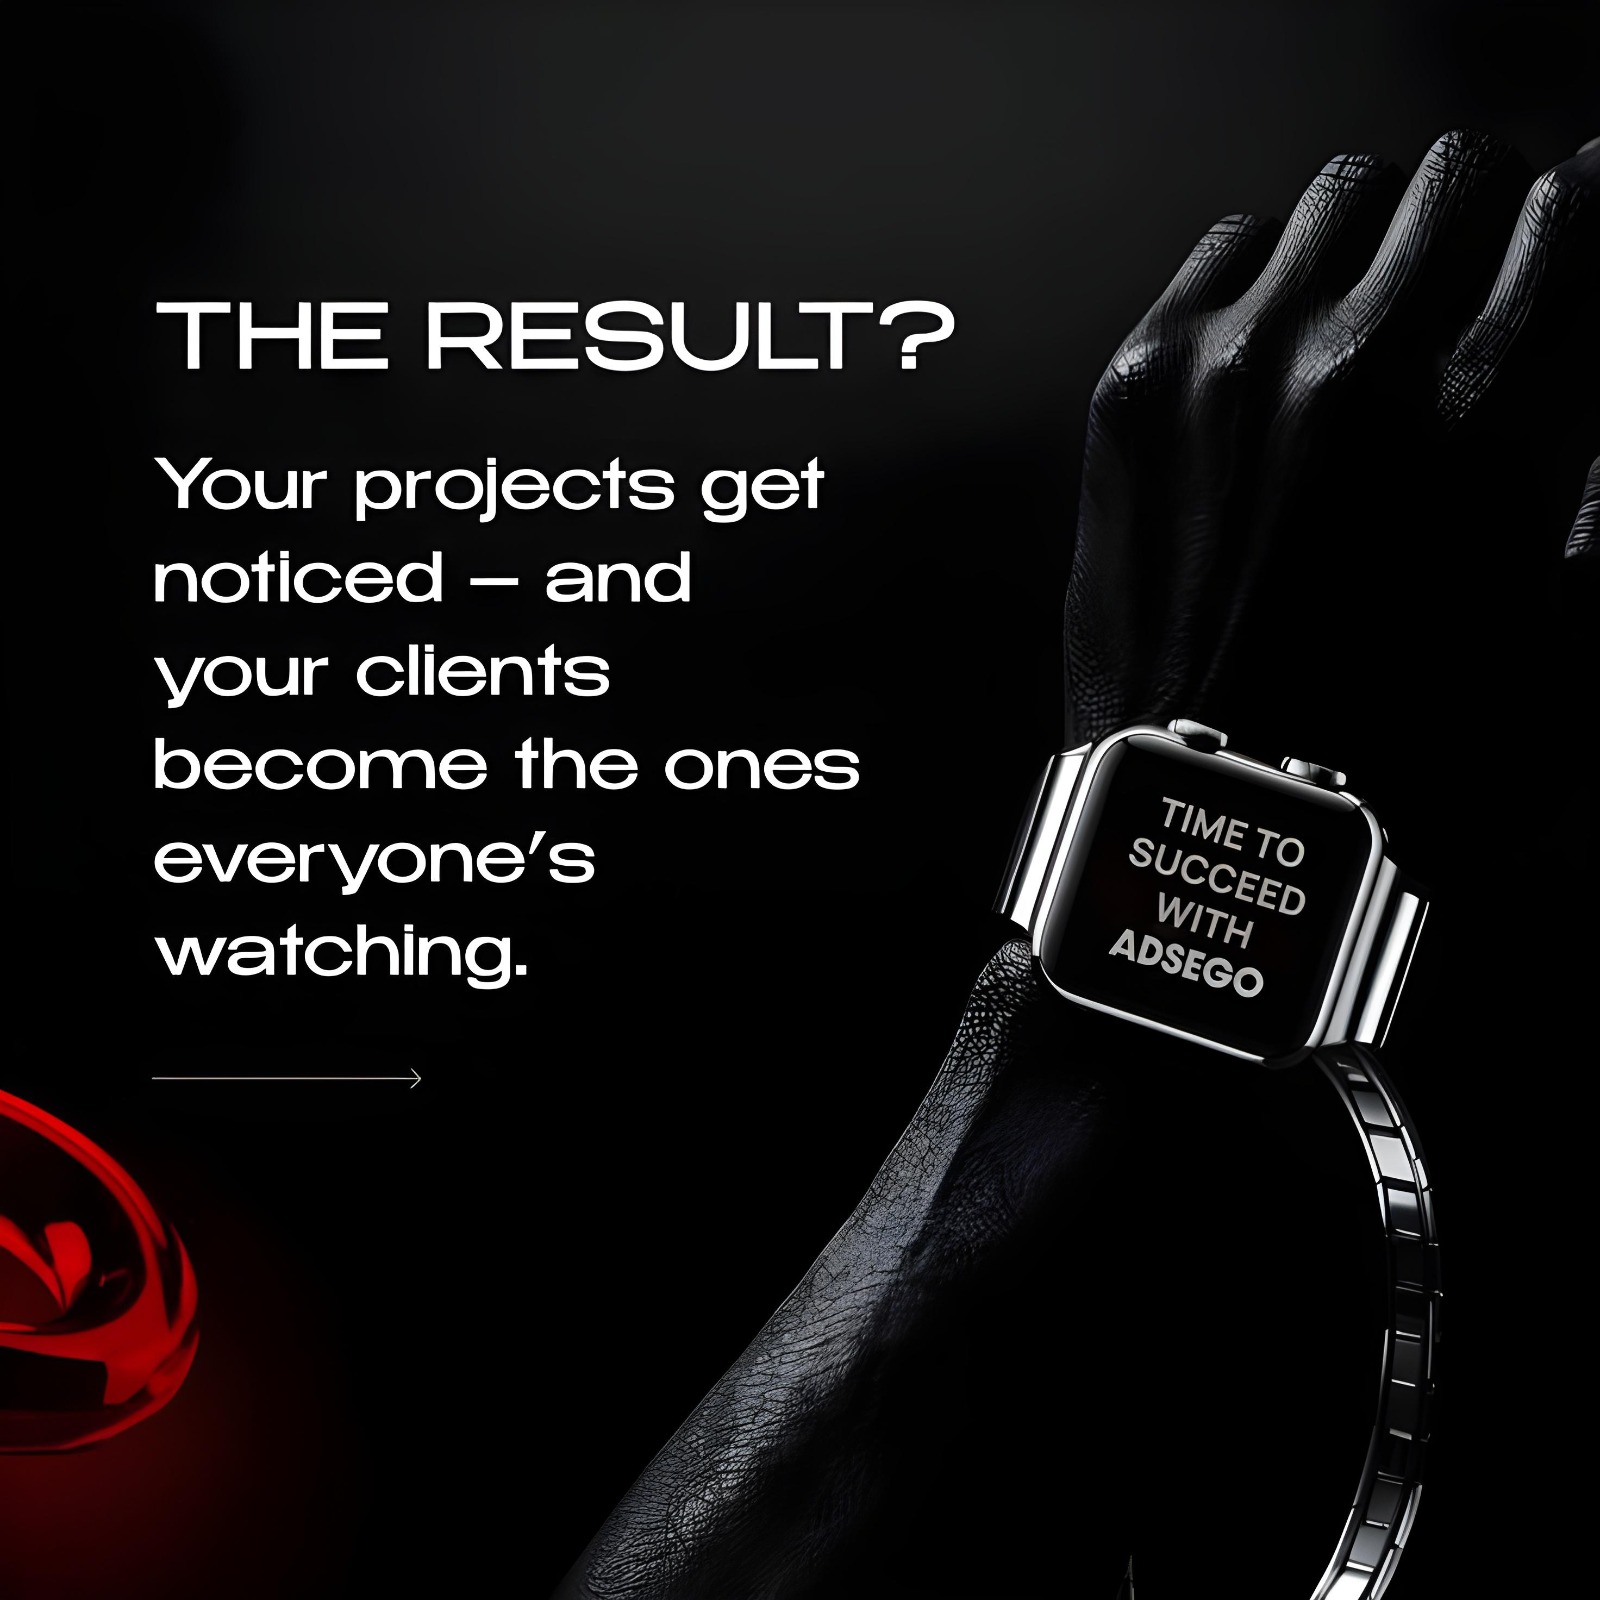 THE RESULT?
Your projects get
noticed – and
your clients
become the ones
everyone's
watching.
TIME TO
SUCCEED
WITH
ADSEGO